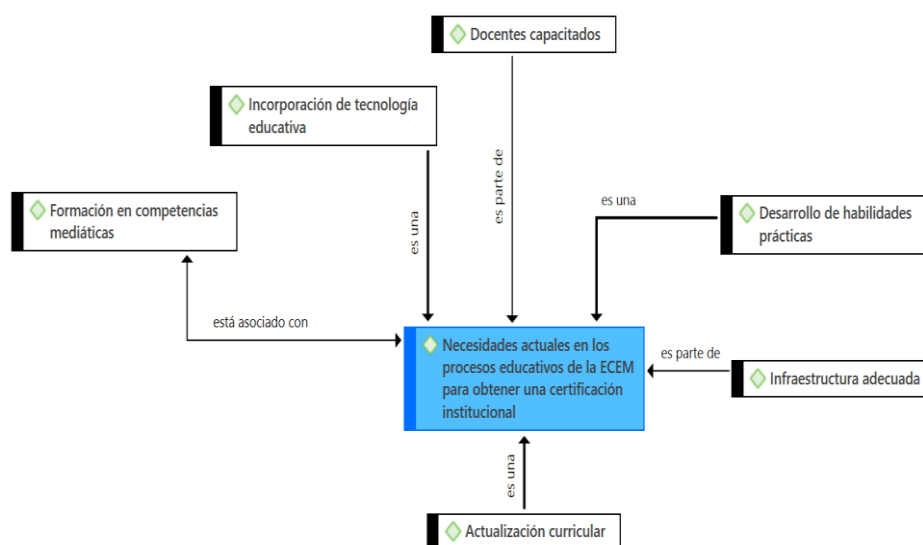 Docentes capacitados
Incorporación de tecnología
educativa
es parte de
Formación en competencias
mediáticas
es una
es una
Desarrollo de habilidades
prácticas
está asociado con
Necesidades actuales en los
procesos educativos de la ECEM
para obtener una certificación
institucional
es parte de
Infraestructura adecuada
es una
Actualización curricular